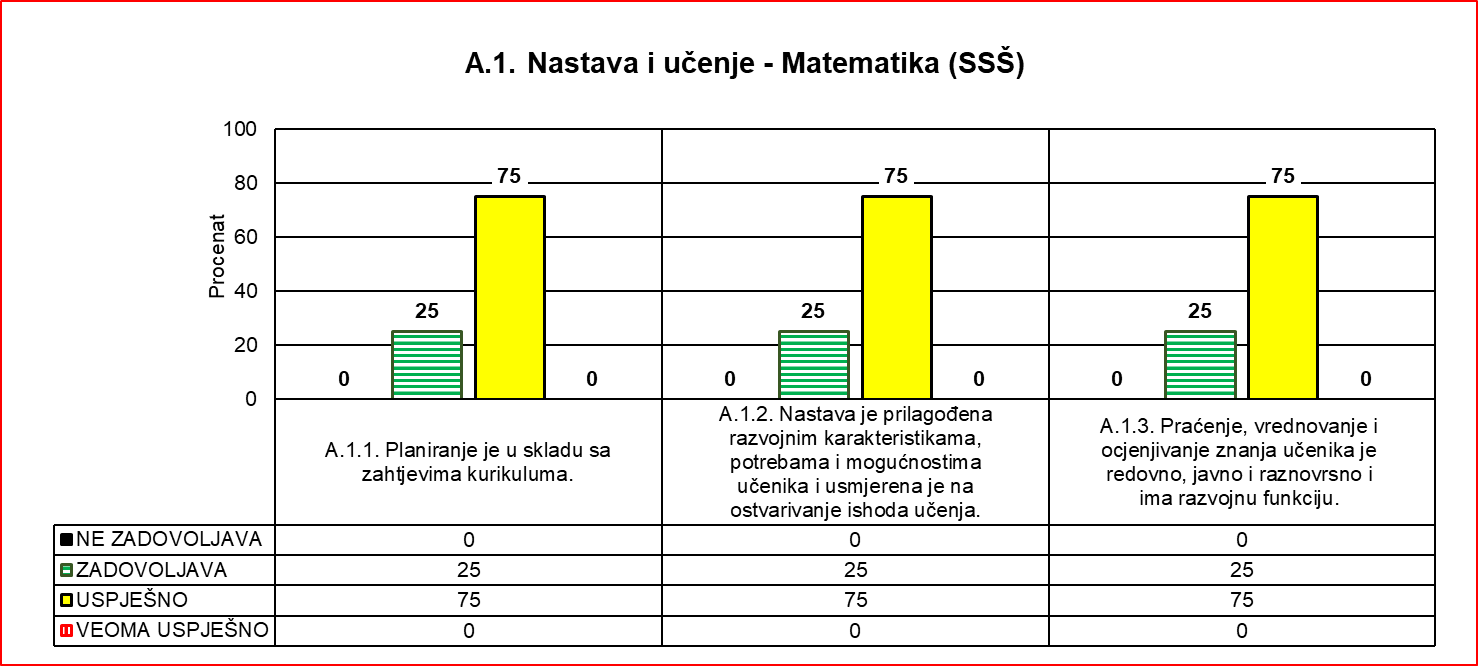 A.1. Nastava i učenje - Matematika (SSŠ)
Procenat
100
80
60
40
20
0
0
25
75
0
0
25
75
0
0
25
75
0
A.1.1. Planiranje je u skladu sa
zahtjevima kurikuluma.
A.1.2. Nastava je prilagođena
razvojnim karakteristikama,
potrebama i mogućnostima
učenika i usmjerena je na
ostvarivanje ishoda učenja.
A.1.3. Praćenje, vrednovanje i
ocjenjivanje znanja učenika je
redovno, javno i raznovrsno i
ima razvojnu funkciju.
NE ZADOVOLJAVA 0 0 0
ZADOVOLJAVA 25 25 25
USPJEŠNO 75 75 75
VEOMA USPJEŠNO 0 0 0